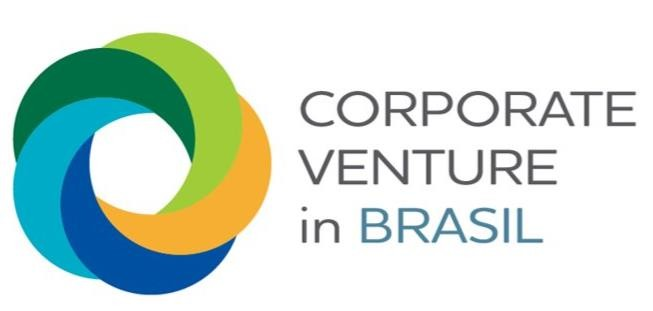 CORPORATE
VENTURE
in BRASIL